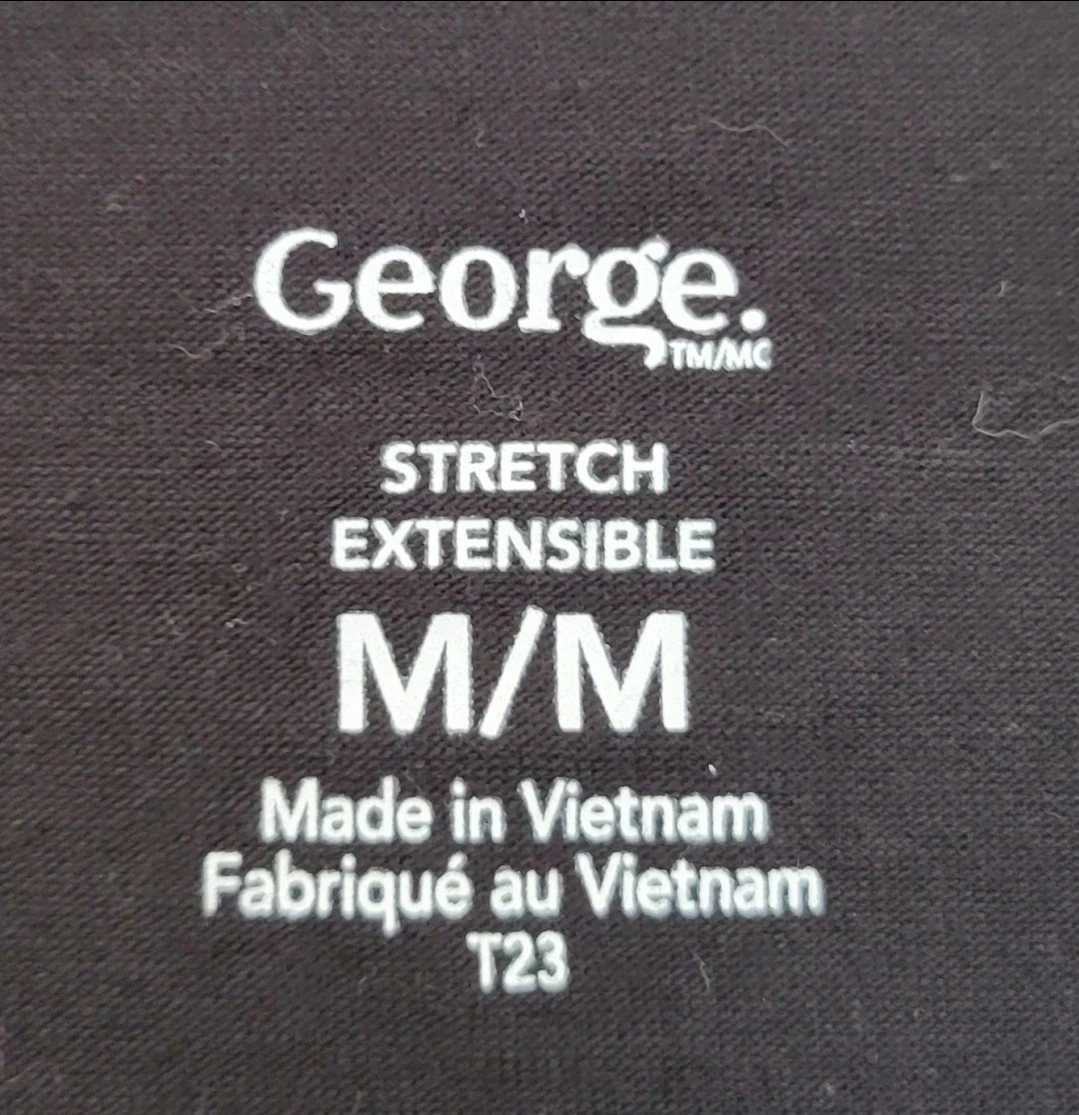 George.
TM/MC
STRETCH
EXTENSIBLE
M/M
Made in Vietnam
Fabriqué au Vietnam
T23